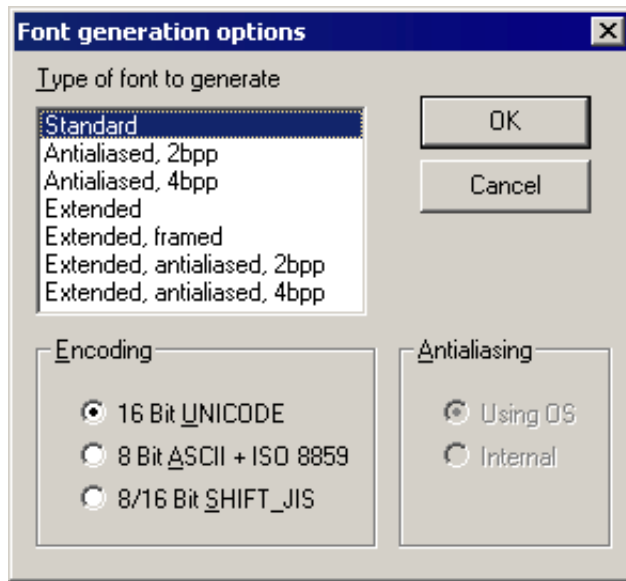 Font generation options
Type of font to generate
Standard
Antialiased, 2bpp
Antialiased, 4bpp
Extended
Extended, framed
Extended, antialiased, 2bpp
Extended, antialiased, 4bpp
OK
Cancel
Encoding
16 Bit UNICODE
8 Bit ASCII + ISO 8859
8/16 Bit SHIFT_JIS
Antialiasing
Using OS
Internal